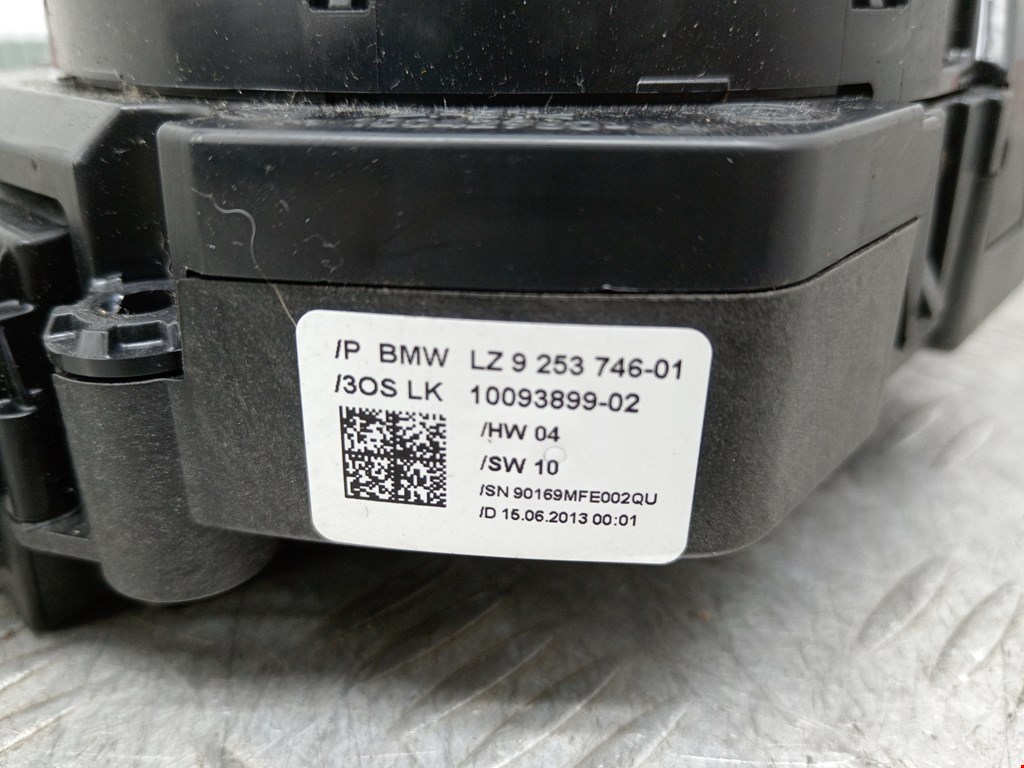 /P BMW LZ 9 253 746-01
/3OS LK 10093899-02
/HW 04
/SW 10
/SN 90169MFE002QU
/D 15.06.2013 00:01